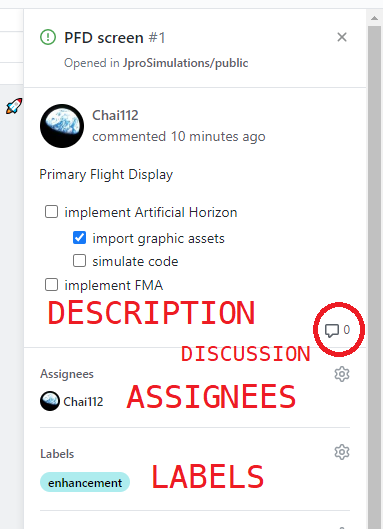 PFD screen #1
Opened in JproSimulations/public
Chai112
commented 10 minutes ago
Primary Flight Display
implement Artificial Horizon
import graphic assets
simulate code
implement FMA
DESCRIPTION
0
DISCUSSION
Assignees
Chai112
ASSIGNEES
Labels
enhancement
LABELS